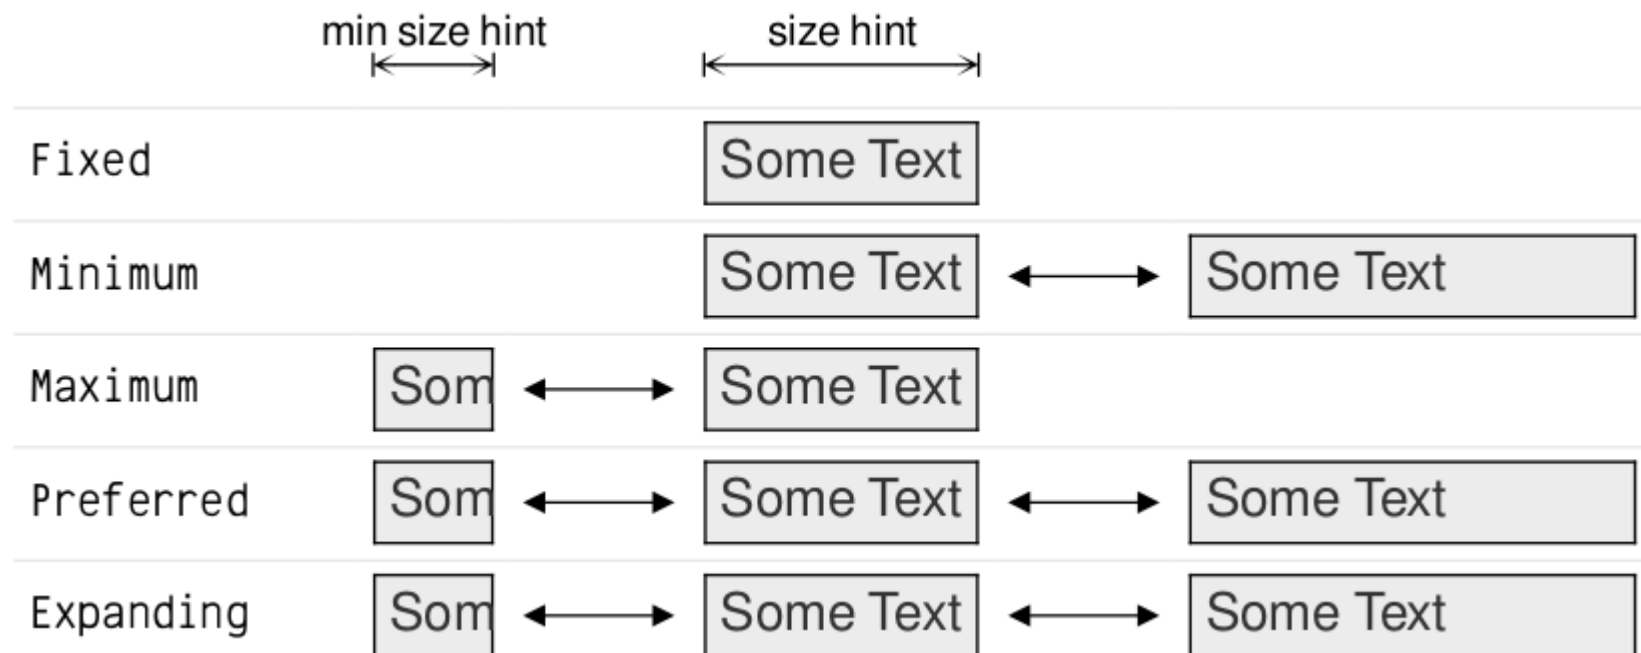 min size hint size hint
Fixed Some Text
Minimum Some Text Some Text
Maximum Som Some Text
Preferred Som Some Text Some Text
Expanding Som Some Text Some Text